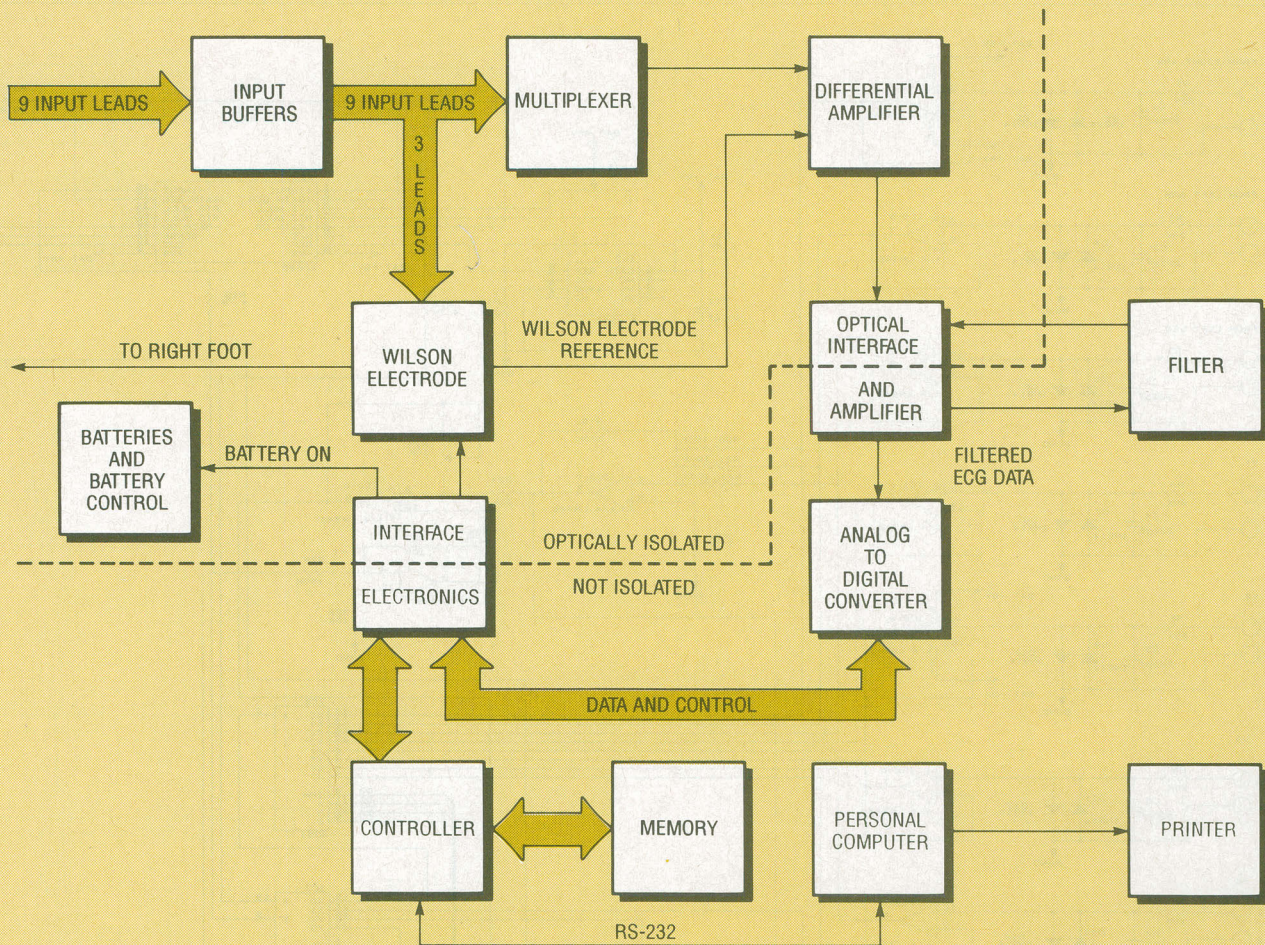 9 INPUT LEADS
INPUT
BUFFERS
9 INPUT LEADS
3
L
E
A
D
S
MULTIPLEXER
DIFFERENTIAL
AMPLIFIER
TO RIGHT FOOT
WILSON
ELECTRODE
WILSON ELECTRODE
REFERENCE
OPTICAL
INTERFACE
AND
AMPLIFIER
FILTER
BATTERIES
AND
BATTERY
CONTROL
BATTERY ON
FILTERED
ECG DATA
INTERFACE
ELECTRONICS
OPTICALLY ISOLATED
NOT ISOLATED
ANALOG
TO
DIGITAL
CONVERTER
DATA AND CONTROL
CONTROLLER
MEMORY
PERSONAL
COMPUTER
PRINTER
RS-232